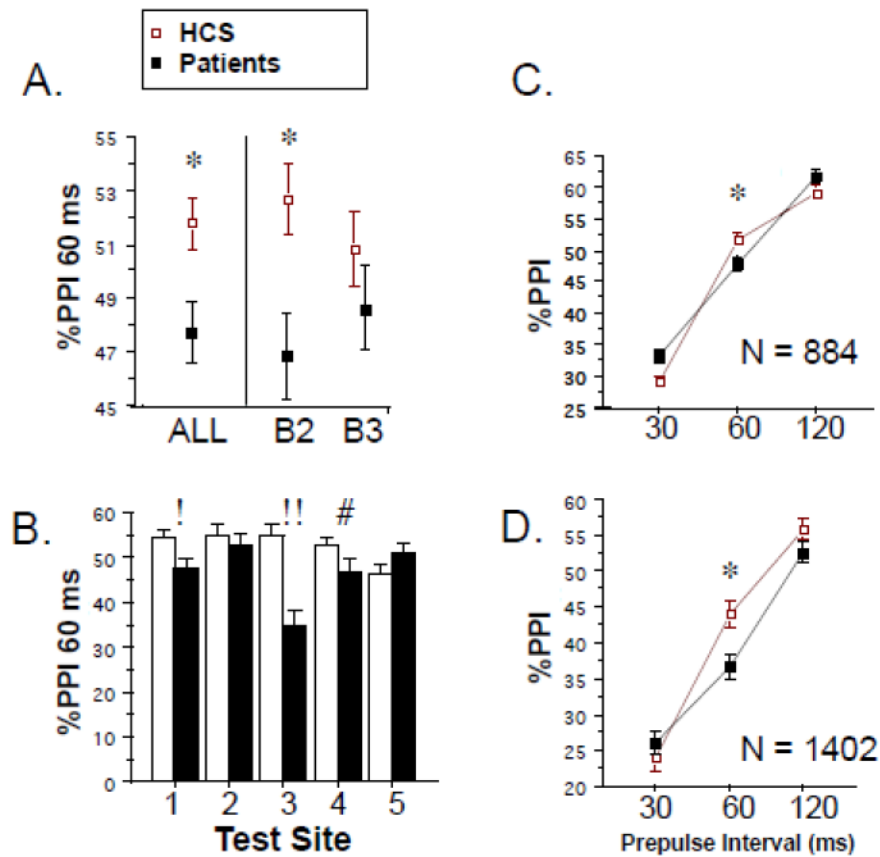 HCS
Patients
A.
*
*
55
53
51
49
47
45
%PPI 60 ms
ALL B2 B3
B.
! !! #
60
50
40
30
20
10
0
%PPI 60 ms
1 2 3 4 5
Test Site
C.
65
60
55
50
45
40
35
30
25
%PPI
*
N = 884
30 60 120
D.
60
55
50
45
40
35
30
25
20
%PPI
*
N = 1402
30 60 120
Prepulse Interval (ms)